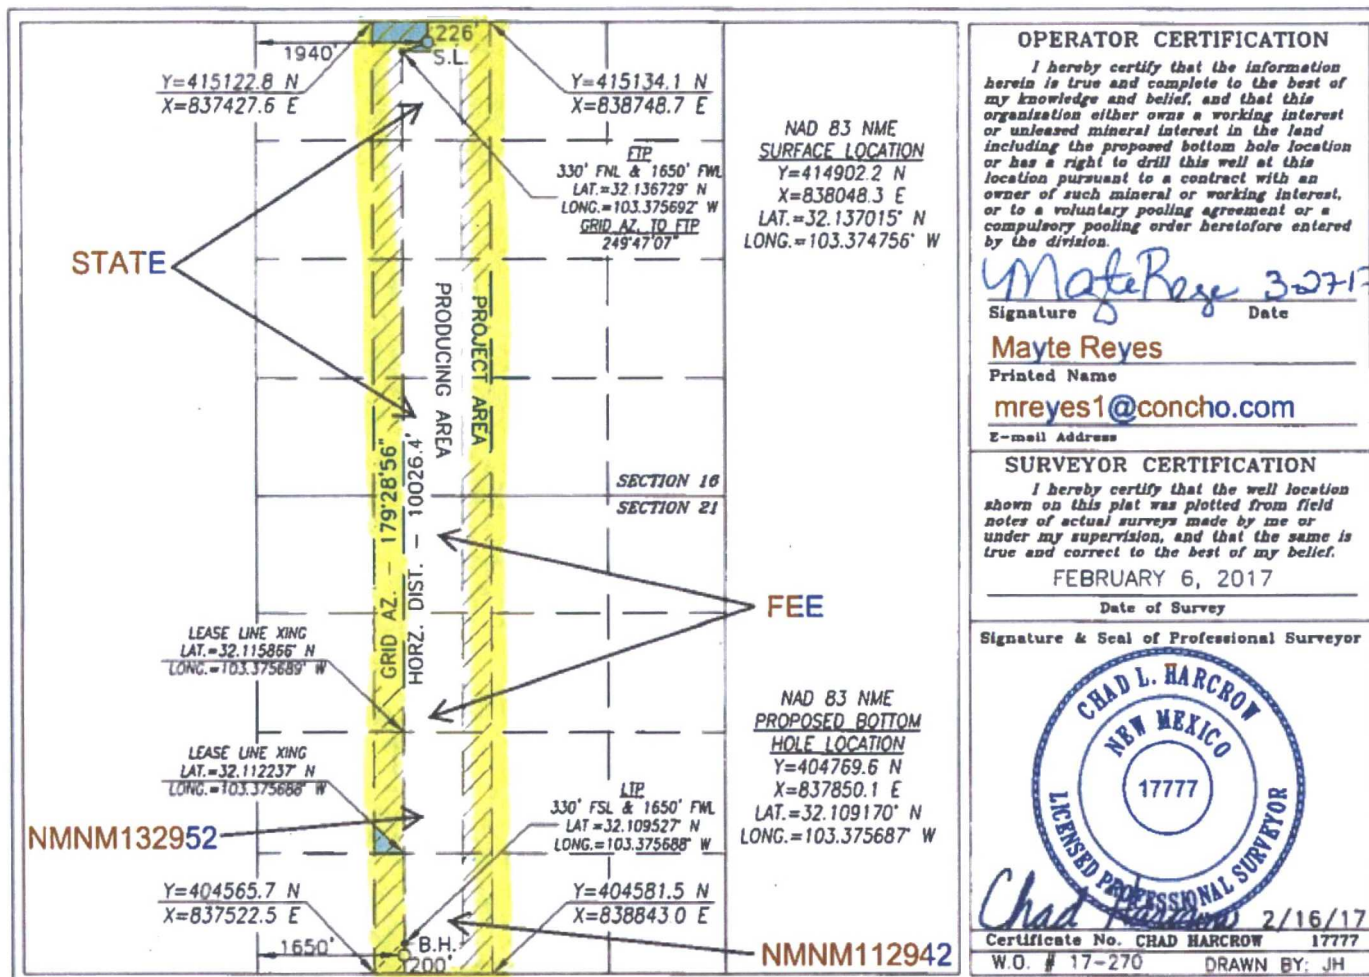 1940'
226'
S.L.
Y=415122.8 N
X=837427.6 E
Y=415134.1 N
X=838748.7 E
FTP
330' FNL & 1650' FWL
LAT.=32.136729° N
LONG.=103.375692° W
GRID AZ. TO FTP
249°47'07"
NAD 83 NME
SURFACE LOCATION
Y=414902.2 N
X=838048.3 E
LAT.=32.137015° N
LONG.=103.374756° W
STATE
PRODUCING AREA
PROJECT AREA
GRID AZ. - 179°28'56"
HORZ. DIST. - 10026.4'
SECTION 16
SECTION 21
FEE
LEASE LINE XING
LAT.=32.115866° N
LONG.=103.375689° W
LEASE LINE XING
LAT.=32.112237° N
LONG.=103.375688° W
NMNM132952
LTP
330' FSL & 1650' FWL
LAT.=32.109527° N
LONG.=103.375688° W
NAD 83 NME
PROPOSED BOTTOM
HOLE LOCATION
Y=404769.6 N
X=837850.1 E
LAT.=32.109170° N
LONG.=103.375687° W
Y=404565.7 N
X=837522.5 E
Y=404581.5 N
X=838843.0 E
1650'
B.H.
200'
NMNM112942
OPERATOR CERTIFICATION
I hereby certify that the information
herein is true and complete to the best of
my knowledge and belief, and that this
organization either owns a working interest
or unleased mineral interest in the land
including the proposed bottom hole location
or has a right to drill this well at this
location pursuant to a contract with an
owner of such mineral or working interest,
or to a voluntary pooling agreement or a
compulsory pooling order heretofore entered
by the division.
Mayte Reyes 3-27-17
Signature Date
Mayte Reyes
Printed Name
mreyes1@concho.com
E-mail Address
SURVEYOR CERTIFICATION
I hereby certify that the well location
shown on this plat was plotted from field
notes of actual surveys made by me or
under my supervision, and that the same is
true and correct to the best of my belief.
FEBRUARY 6, 2017
Date of Survey
Signature & Seal of Professional Surveyor
CHAD L. HARCROW
NEW MEXICO
17777
LICENSED PROFESSIONAL SURVEYOR
Chad Harcrow 2/16/17
Certificate No. CHAD HARCROW 17777
W.O. # 17-270 DRAWN BY: JH